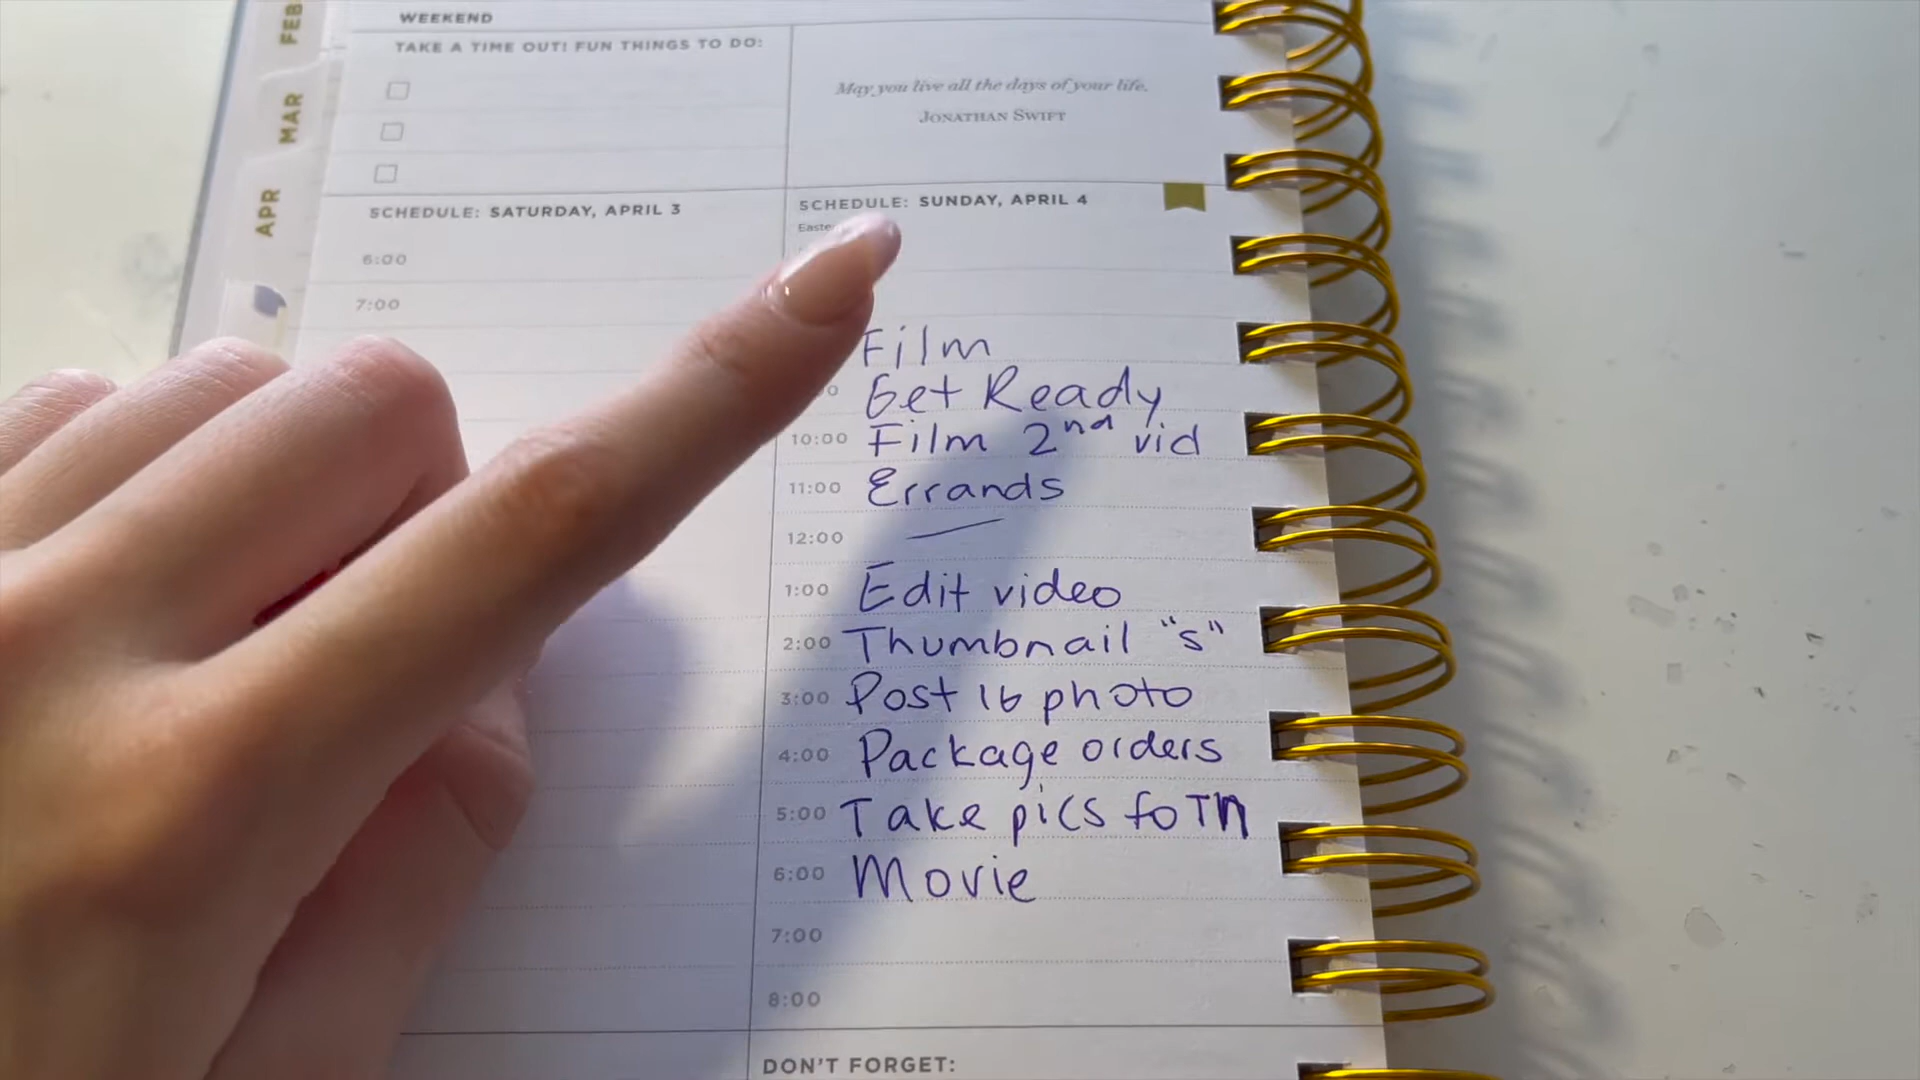 FEB
MAR
APR
WEEKEND
TAKE A TIME OUT! FUN THINGS TO DO:
May you live all the days of your life.
JONATHAN SWIFT
SCHEDULE: SATURDAY, APRIL 3
6:00
7:00
SCHEDULE: SUNDAY, APRIL 4
Film
Get Ready
10:00 Film 2nd vid
11:00 Errands
12:00 —
1:00 Edit video
2:00 Thumbnail "s"
3:00 Post 16 photo
4:00 Package orders
5:00 Take pics fo TN
6:00 Movie
7:00
8:00
DON'T FORGET: